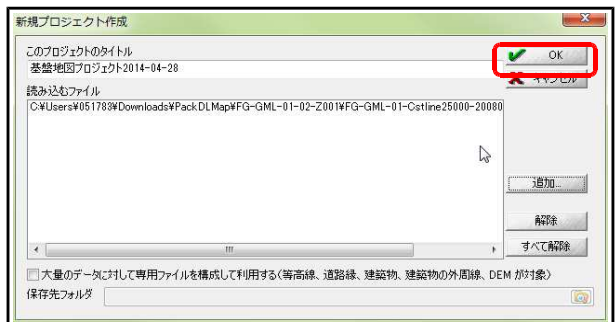 新規プロジェクト作成
このプロジェクトのタイトル
基盤地図プロジェクト2014-04-28
OK
キャンセル
読み込むファイル
C:¥Users¥051783¥Downloads¥PackDLMap¥FG-GML-01-02-Z001¥FG-GML-01-Cstline25000-20080
追加...
解除
すべて解除
大量のデータに対して専用ファイルを構成して利用する(等高線、道路縁、建築物、建築物の外周線、DEM が対象)
保存先フォルダ